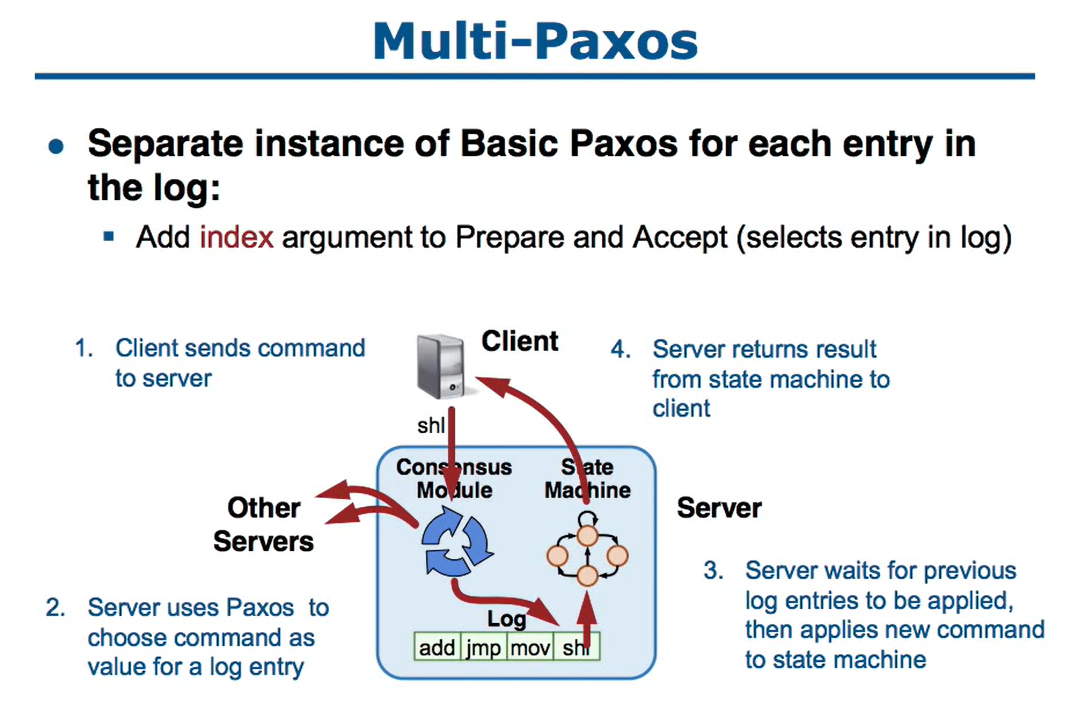 Multi-Paxos
• Separate instance of Basic Paxos for each entry in
the log:
▪ Add index argument to Prepare and Accept (selects entry in log)
1. Client sends command
to server
Client
4. Server returns result
from state machine to
client
shl
Consensus
Module
State
Machine
Other
Servers
Server
2. Server uses Paxos to
choose command as
value for a log entry
Log
add jmp mov shl
3. Server waits for previous
log entries to be applied,
then applies new command
to state machine